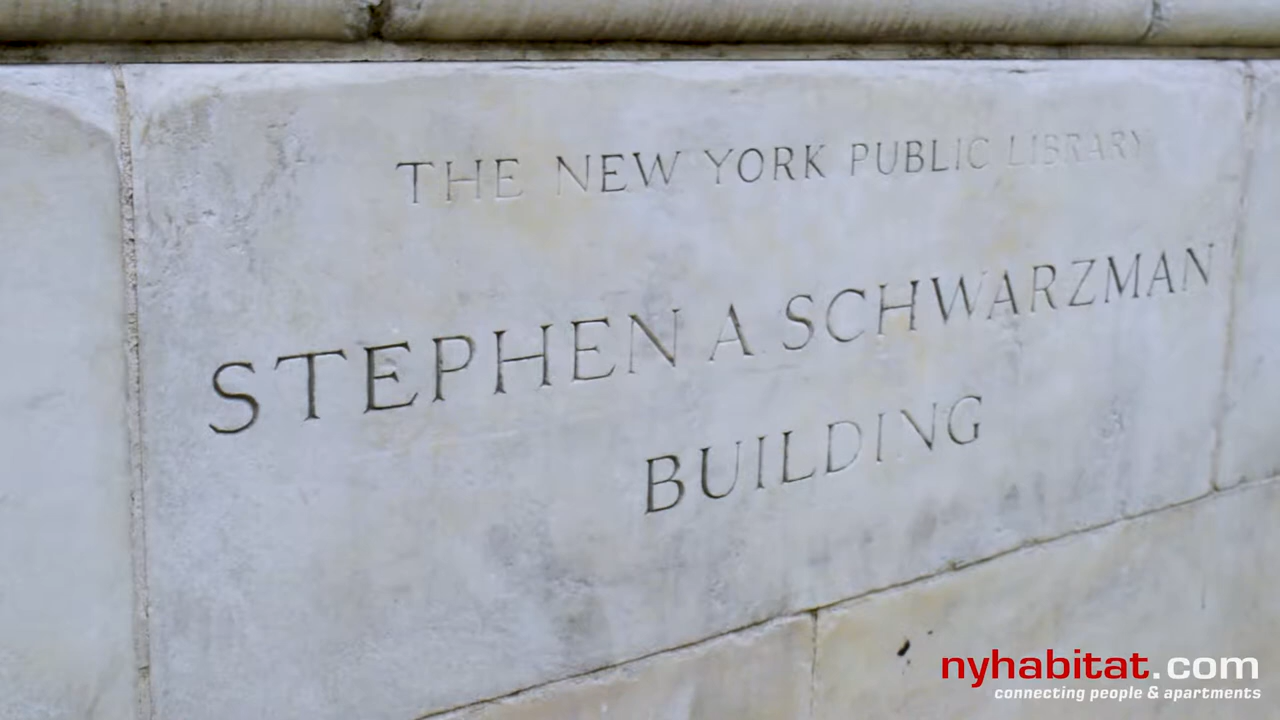 THE NEW YORK PUBLIC LIBRARY
STEPHEN A SCHWARZMAN
BUILDING
nyhabitat.com
connecting people & apartments